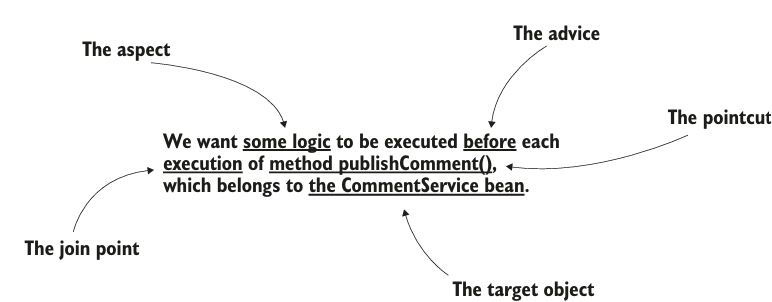 The advice
The aspect
The pointcut
We want some logic to be executed before each
execution of method publishComment(),
which belongs to the CommentService bean.
The join point
The target object